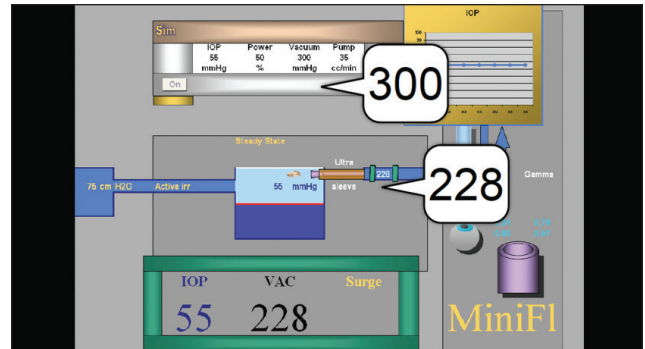 IOP
Sim
IOP Power Vacuum Pump
55 50 300 35
mmHg % mmHg cc/min
On
300
100
Steady State
Ultra
75 cm H2O Active irr
55 mmHg
sleeve
228
228
Gamma
IOP VAC Surge
55 228
MiniFl